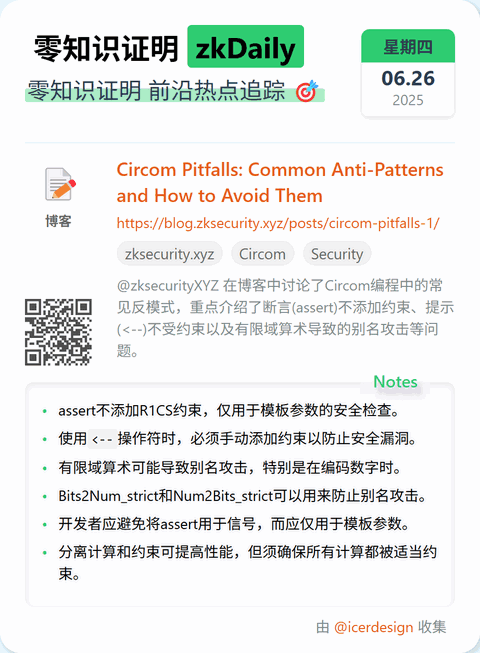 零知识证明 zkDaily
零知识证明 前沿热点追踪 🎯
星期四
06.26
2025
博客
Circom Pitfalls: Common Anti-Patterns
and How to Avoid Them
https://blog.zksecurity.xyz/posts/circom-pitfalls-1/
zksecurity.xyz Circom Security
@zksecurityXYZ 在博客中讨论了Circom编程中的常
见反模式，重点介绍了断言(assert)不添加约束、提示
(<--)不受约束以及有限域算术导致的别名攻击等问
题。
Notes
• assert不添加R1CS约束，仅用于模板参数的安全检查。
• 使用 <-- 操作符时，必须手动添加约束以防止安全漏洞。
• 有限域算术可能导致别名攻击，特别是在编码数字时。
• Bits2Num_strict和Num2Bits_strict可以用来防止别名攻击。
• 开发者应避免将assert用于信号，而应仅用于模板参数。
• 分离计算和约束可提高性能，但须确保所有计算都被适当约
束。
由 @icerdesign 收集